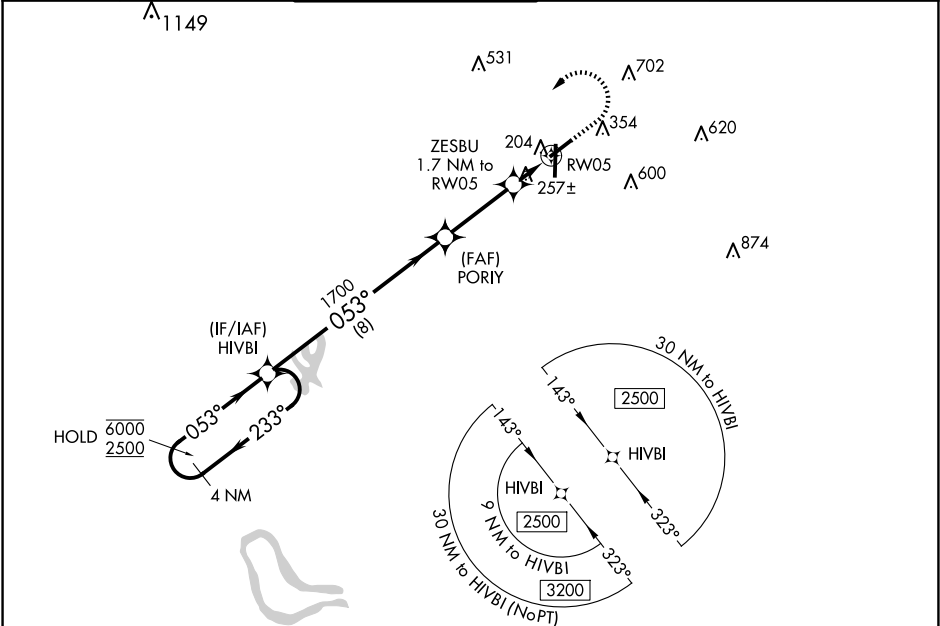 1149
531
702
354
204
620
ZESBU
1.7 NM to
RW05
RW05
257±
600
874
(FAF)
PORIY
1700
053°
(8)
(IF/IAF)
HIVBI
053°
233°
HOLD
6000
2500
4 NM
30 NM to HIVBI
143°
2500
HIVBI
323°
143°
HIVBI
2500
9 NM to HIVBI
323°
3200
30 NM to HIVBI (NoPT)